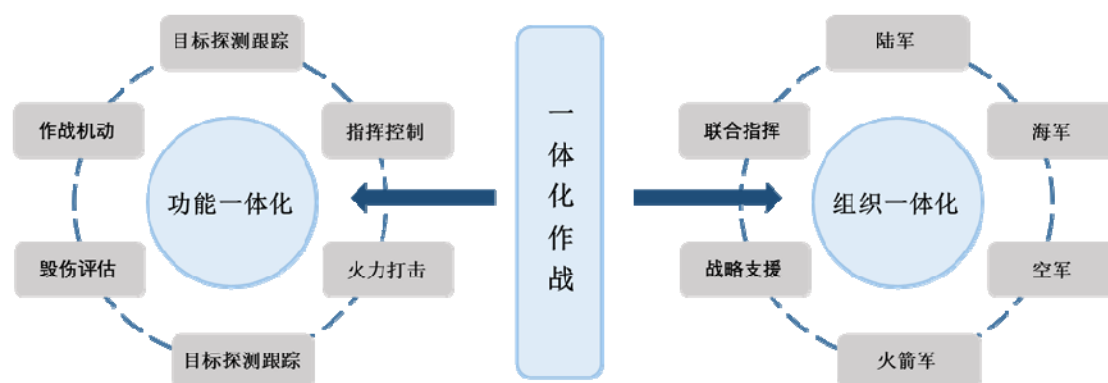 目标探测跟踪
作战机动
指挥控制
功能一体化
毁伤评估
火力打击
目标探测跟踪
一体化作战
陆军
联合指挥
海军
组织一体化
战略支援
空军
火箭军